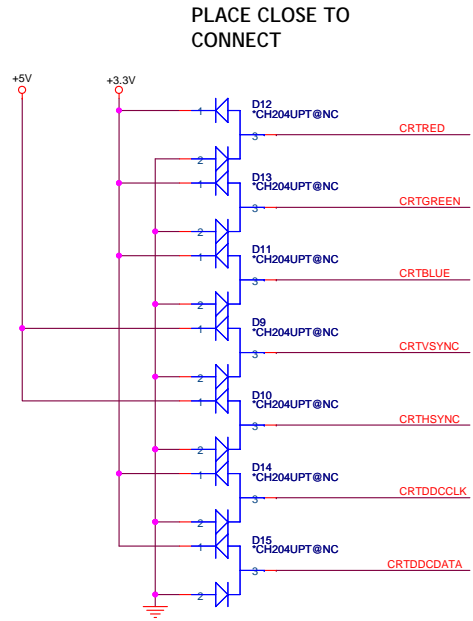 PLACE CLOSE TO
CONNECT
+5V
+3.3V
D12
*CH204UPT@NC
1
3
CRTRED
2
D13
*CH204UPT@NC
1
3
CRTGREEN
2
D11
*CH204UPT@NC
1
3
CRTBLUE
2
D9
*CH204UPT@NC
1
3
CRTVSYNC
2
D10
*CH204UPT@NC
1
3
CRTHSYNC
2
D14
*CH204UPT@NC
1
3
CRTDDCCLK
2
D15
*CH204UPT@NC
1
3
CRTDDCDATA
2